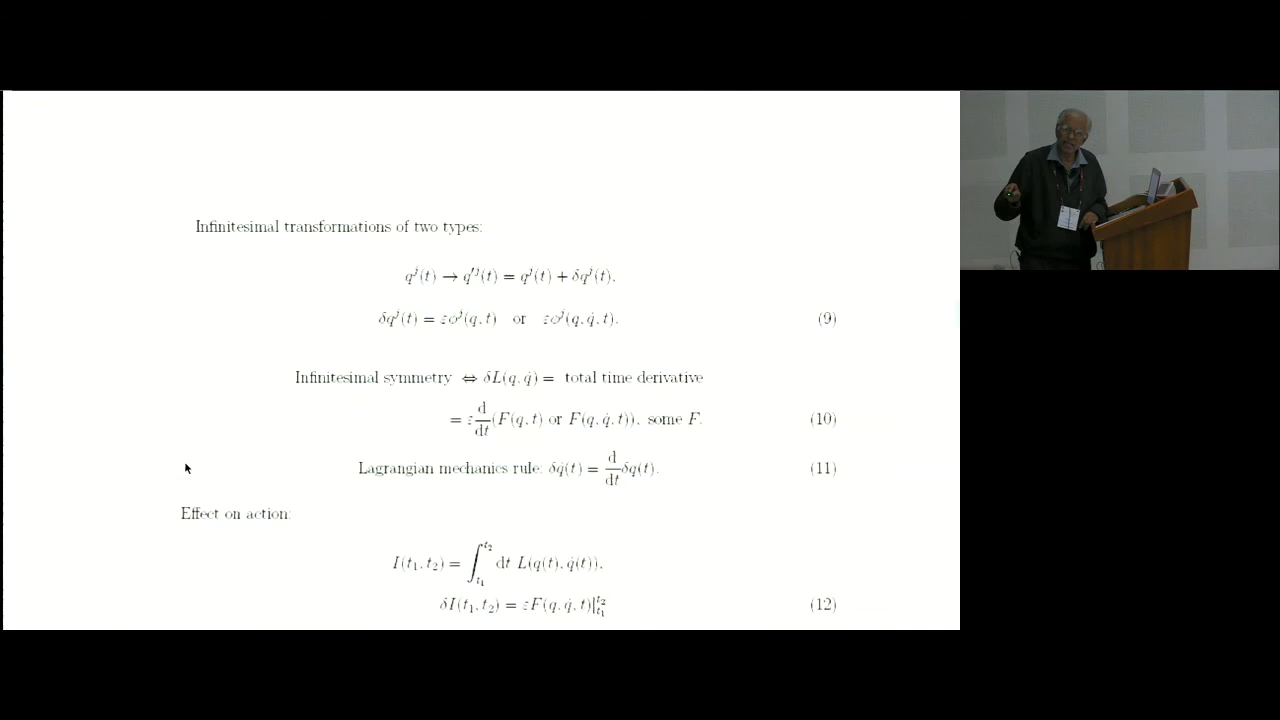 Infinitesimal transformations of two types:
q^j(t) → q'^j(t) = q^j(t) + δq^j(t),
δq^j(t) = εφ^j(q, t) or εφ^j(q, q̇, t). (9)
Infinitesimal symmetry ⇔ δL(q, q̇) = total time derivative
= ε d/dt (F(q, t) or F(q, q̇, t)), some F. (10)
Lagrangian mechanics rule: δq̇(t) = d/dt δq(t). (11)
Effect on action:
I(t₁, t₂) = ∫_{t₁}^{t₂} dt L(q(t), q̇(t)),
δI(t₁, t₂) = εF(q, q̇, t)|_{t₁}^{t₂} (12)